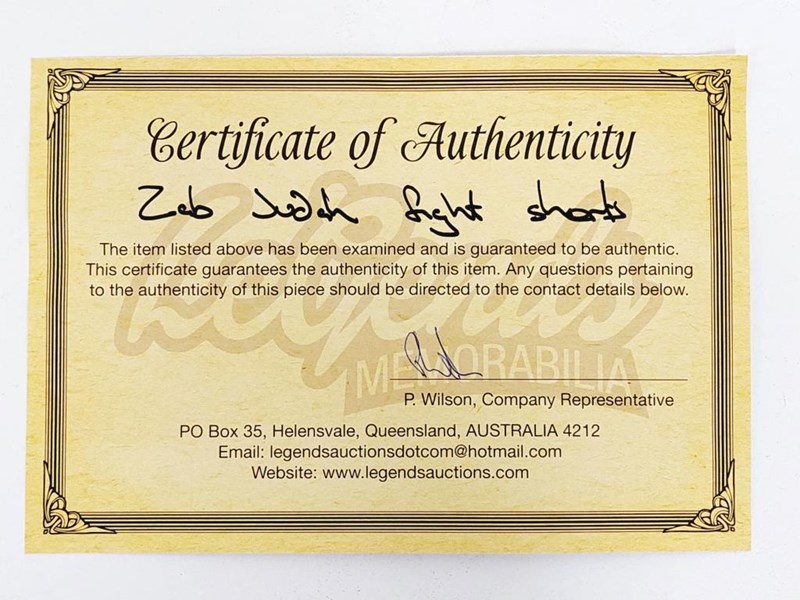 Certificate of Authenticity
Zab Judah fight shorts
The item listed above has been examined and is guaranteed to be authentic.
This certificate guarantees the authenticity of this item. Any questions pertaining
to the authenticity of this piece should be directed to the contact details below.
Legends
MEMORABILIA
P. Wilson, Company Representative
PO Box 35, Helensvale, Queensland, AUSTRALIA 4212
Email: legendsauctionsdotcom@hotmail.com
Website: www.legendsauctions.com